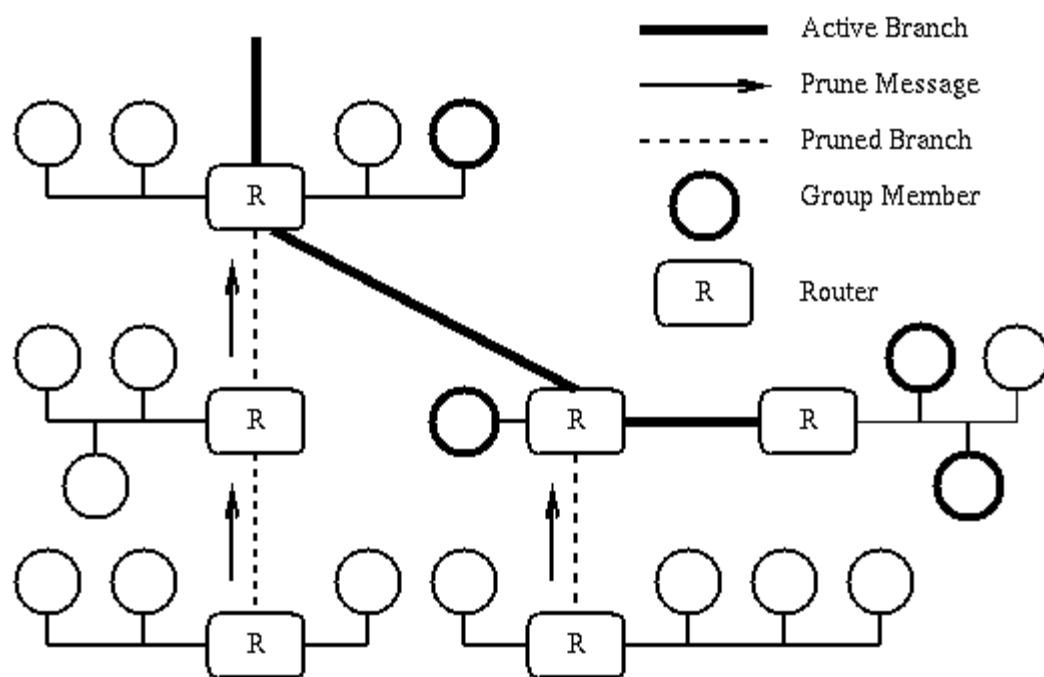 Active Branch
Prune Message
Pruned Branch
Group Member
R
R
Router
R
R
R
R
R